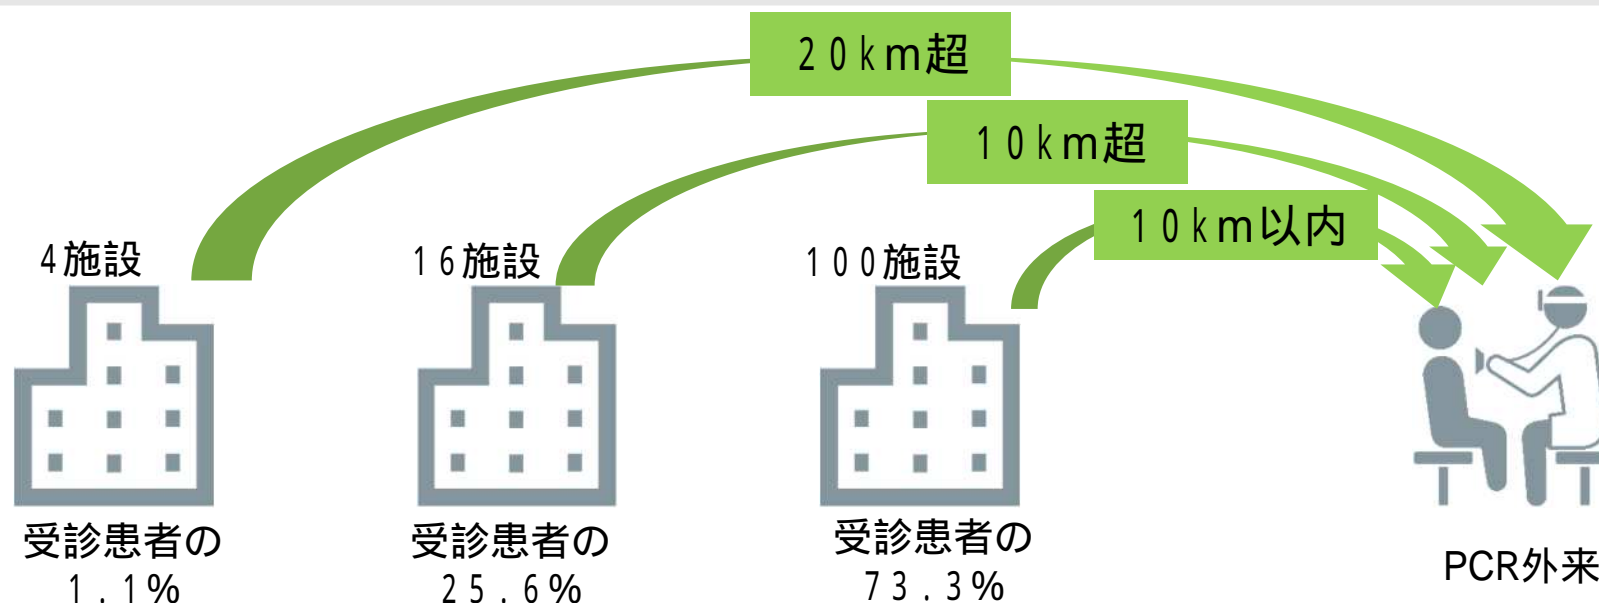 20km超
10km超
10km以内
4施設
16施設
100施設
受診患者の
1.1%
受診患者の
25.6%
受診患者の
73.3%
PCR外来